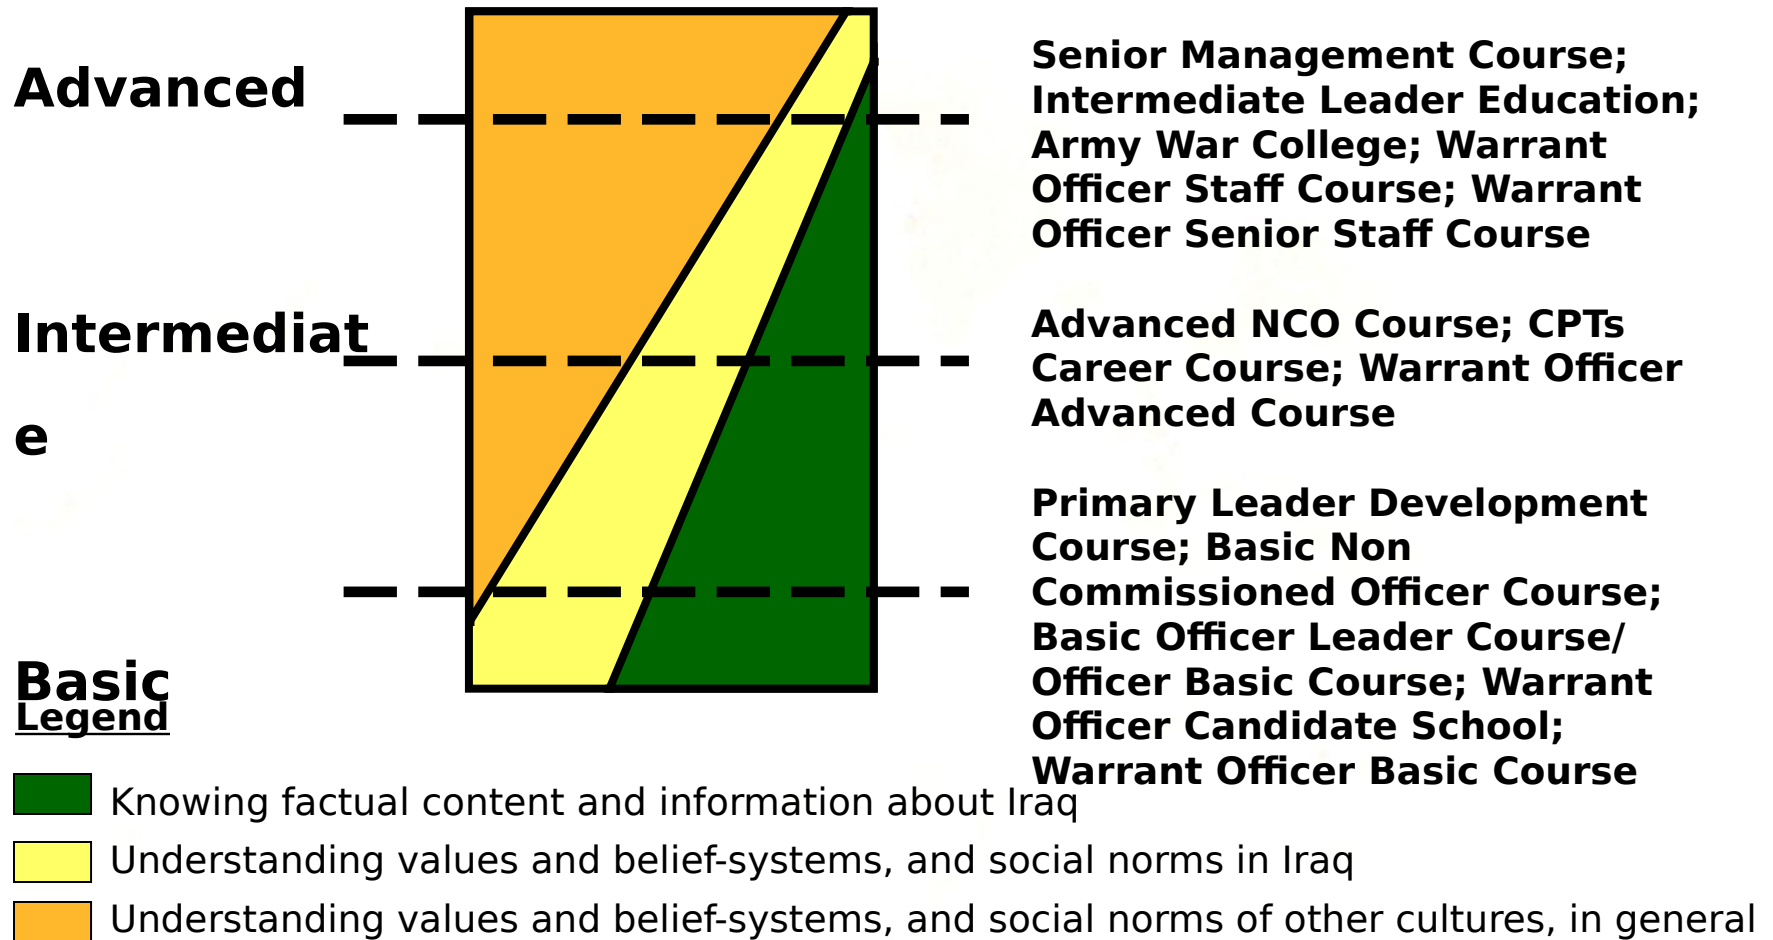 Advanced
Intermediat
e
Basic
Senior Management Course;
Intermediate Leader Education;
Army War College; Warrant
Officer Staff Course; Warrant
Officer Senior Staff Course
Advanced NCO Course; CPTs
Career Course; Warrant Officer
Advanced Course
Primary Leader Development
Course; Basic Non
Commissioned Officer Course;
Basic Officer Leader Course/
Officer Basic Course; Warrant
Officer Candidate School;
Warrant Officer Basic Course
Legend
Knowing factual content and information about Iraq
Understanding values and belief-systems, and social norms in Iraq
Understanding values and belief-systems, and social norms of other cultures, in general